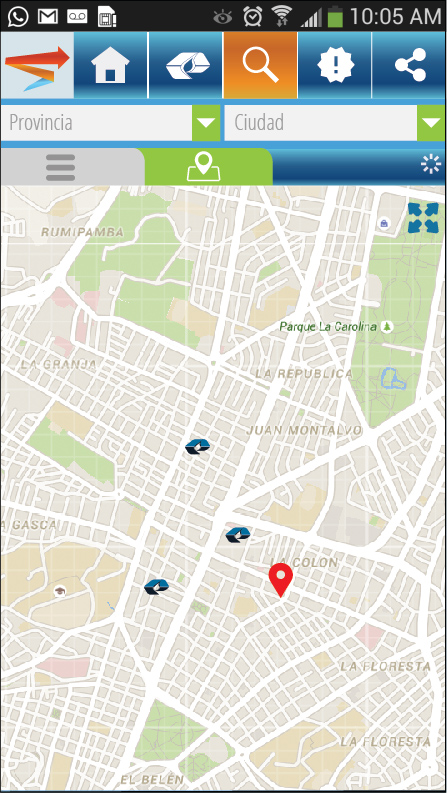 10:05 AM
Provincia
Ciudad
RUMIPAMBA
Parque La Carolina
LA GRANJA
LA REPUBLICA
JUAN MONTALVO
A GASCA
LA COLON
LA FLORESTA
LA FLORESTA
EL BELÉN